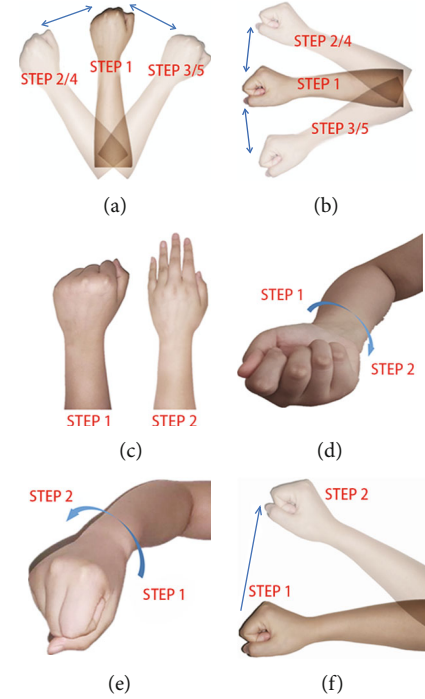 STEP 1
STEP 2/4
STEP 3/5
(a)
STEP 2/4
STEP 1
STEP 3/5
(b)
STEP 1
STEP 2
(c)
STEP 1
STEP 2
(d)
STEP 2
STEP 1
(e)
STEP 2
STEP 1
(f)